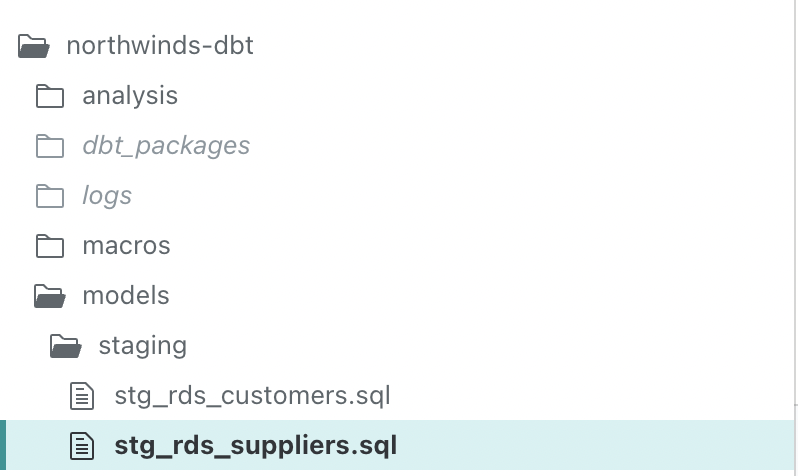 northwinds-dbt
analysis
dbt_packages
logs
macros
models
staging
stg_rds_customers.sql
stg_rds_suppliers.sql